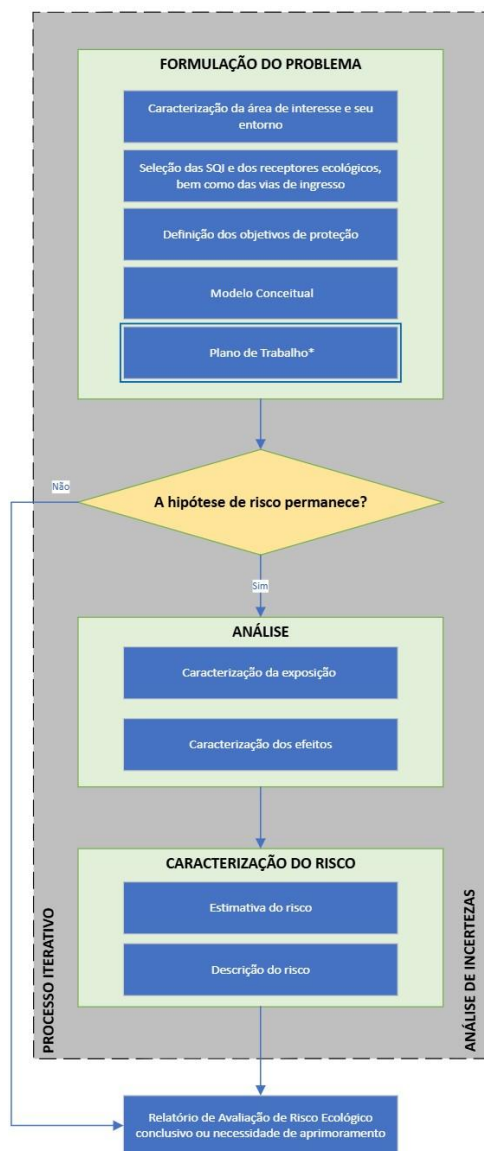 FORMULAÇÃO DO PROBLEMA
Caracterização da área de interesse e seu
entorno
Seleção das SQI e dos receptores ecológicos,
bem como das vias de ingresso
Definição dos objetivos de proteção
Modelo Conceitual
Plano de Trabalho*
Não
A hipótese de risco permanece?
Sim
ANÁLISE
Caracterização da exposição
Caracterização dos efeitos
CARACTERIZAÇÃO DO RISCO
Estimativa do risco
Descrição do risco
PROCESSO ITERATIVO
ANÁLISE DE INCERTEZAS
Relatório de Avaliação de Risco Ecológico
conclusivo ou necessidade de aprimoramento